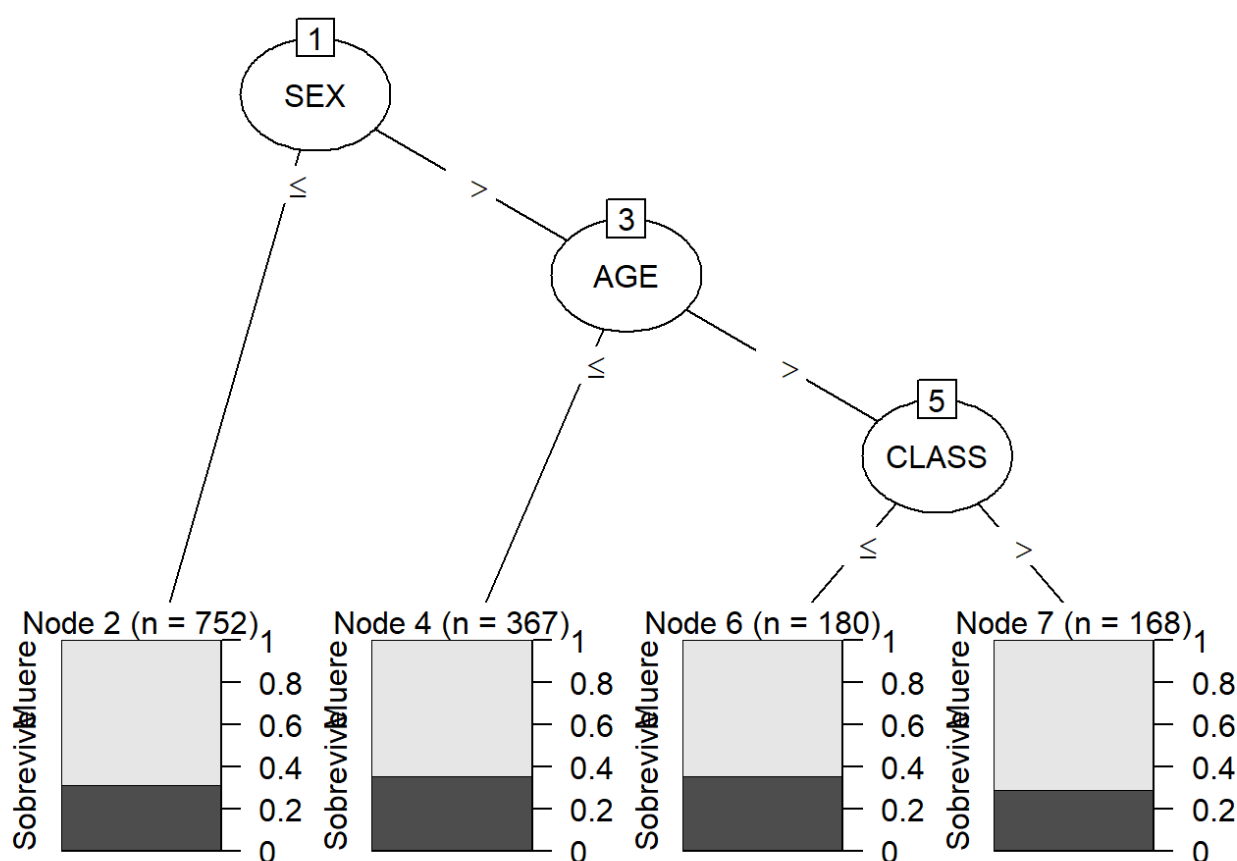 1
SEX
≤
>
3
AGE
≤
>
5
CLASS
≤
>
Node 2 (n = 752)
Sobrevive
Muere
1
0.8
0.6
0.4
0.2
0
Node 4 (n = 367)
Sobrevive
Muere
1
0.8
0.6
0.4
0.2
0
Node 6 (n = 180)
Sobrevive
Muere
1
0.8
0.6
0.4
0.2
0
Node 7 (n = 168)
Sobrevive
Muere
1
0.8
0.6
0.4
0.2
0